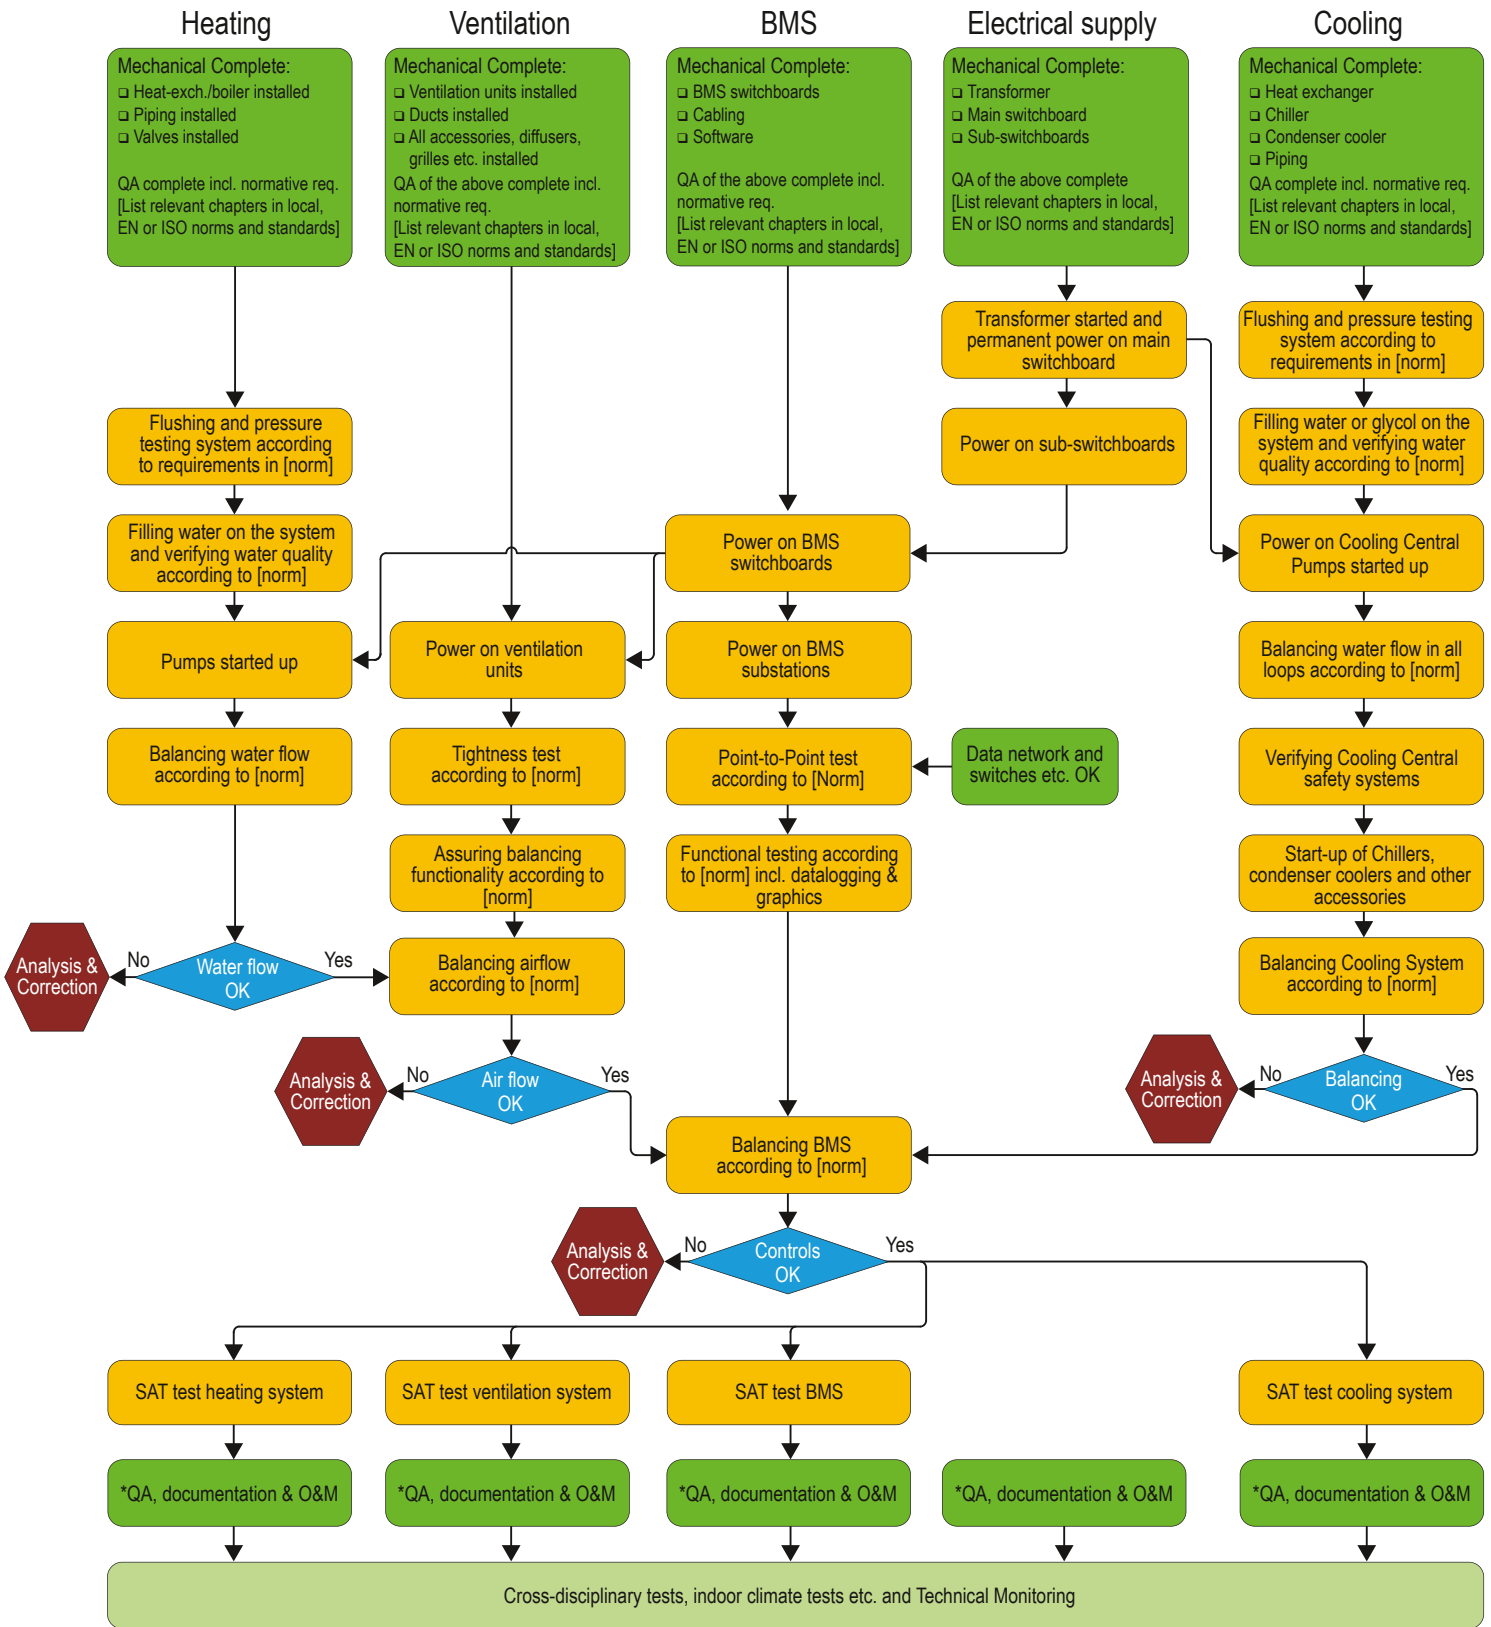 Heating
Ventilation
BMS
Electrical supply
Cooling
Mechanical Complete:
❑ Heat-exch./boiler installed
❑ Piping installed
❑ Valves installed
QA complete incl. normative req.
[List relevant chapters in local,
EN or ISO norms and standards]
Mechanical Complete:
❑ Ventilation units installed
❑ Ducts installed
❑ All accessories, diffusers,
grilles etc. installed
QA of the above complete incl.
normative req.
[List relevant chapters in local,
EN or ISO norms and standards]
Mechanical Complete:
❑ BMS switchboards
❑ Cabling
❑ Software
QA of the above complete incl.
normative req.
[List relevant chapters in local,
EN or ISO norms and standards]
Mechanical Complete:
❑ Transformer
❑ Main switchboard
❑ Sub-switchboards
QA of the above complete
[List relevant chapters in local,
EN or ISO norms and standards]
Mechanical Complete:
❑ Heat exchanger
❑ Chiller
❑ Condenser cooler
❑ Piping
QA complete incl. normative req.
[List relevant chapters in local,
EN or ISO norms and standards]
Transformer started and
permanent power on main
switchboard
Flushing and pressure testing
system according to
requirements in [norm]
Flushing and pressure
testing system according
to requirements in [norm]
Power on sub-switchboards
Filling water or glycol on the
system and verifying water
quality according to [norm]
Filling water on the system
and verifying water quality
according to [norm]
Power on BMS
switchboards
Power on Cooling Central
Pumps started up
Pumps started up
Power on ventilation
units
Power on BMS
substations
Balancing water flow in all
loops according to [norm]
Balancing water flow
according to [norm]
Tightness test
according to [norm]
Point-to-Point test
according to [Norm]
Data network and
switches etc. OK
Verifying Cooling Central
safety systems
Assuring balancing
functionality according to
[norm]
Functional testing according
to [norm] incl. datalogging &
graphics
Start-up of Chillers,
condenser coolers and other
accessories
Analysis &
Correction
No
Water flow
OK
Yes
Balancing airflow
according to [norm]
Balancing Cooling System
according to [norm]
Analysis &
Correction
No
Air flow
OK
Yes
Analysis &
Correction
No
Balancing
OK
Yes
Balancing BMS
according to [norm]
Analysis &
Correction
No
Controls
OK
Yes
SAT test heating system
SAT test ventilation system
SAT test BMS
SAT test cooling system
*QA, documentation & O&M
*QA, documentation & O&M
*QA, documentation & O&M
*QA, documentation & O&M
*QA, documentation & O&M
Cross-disciplinary tests, indoor climate tests etc. and Technical Monitoring